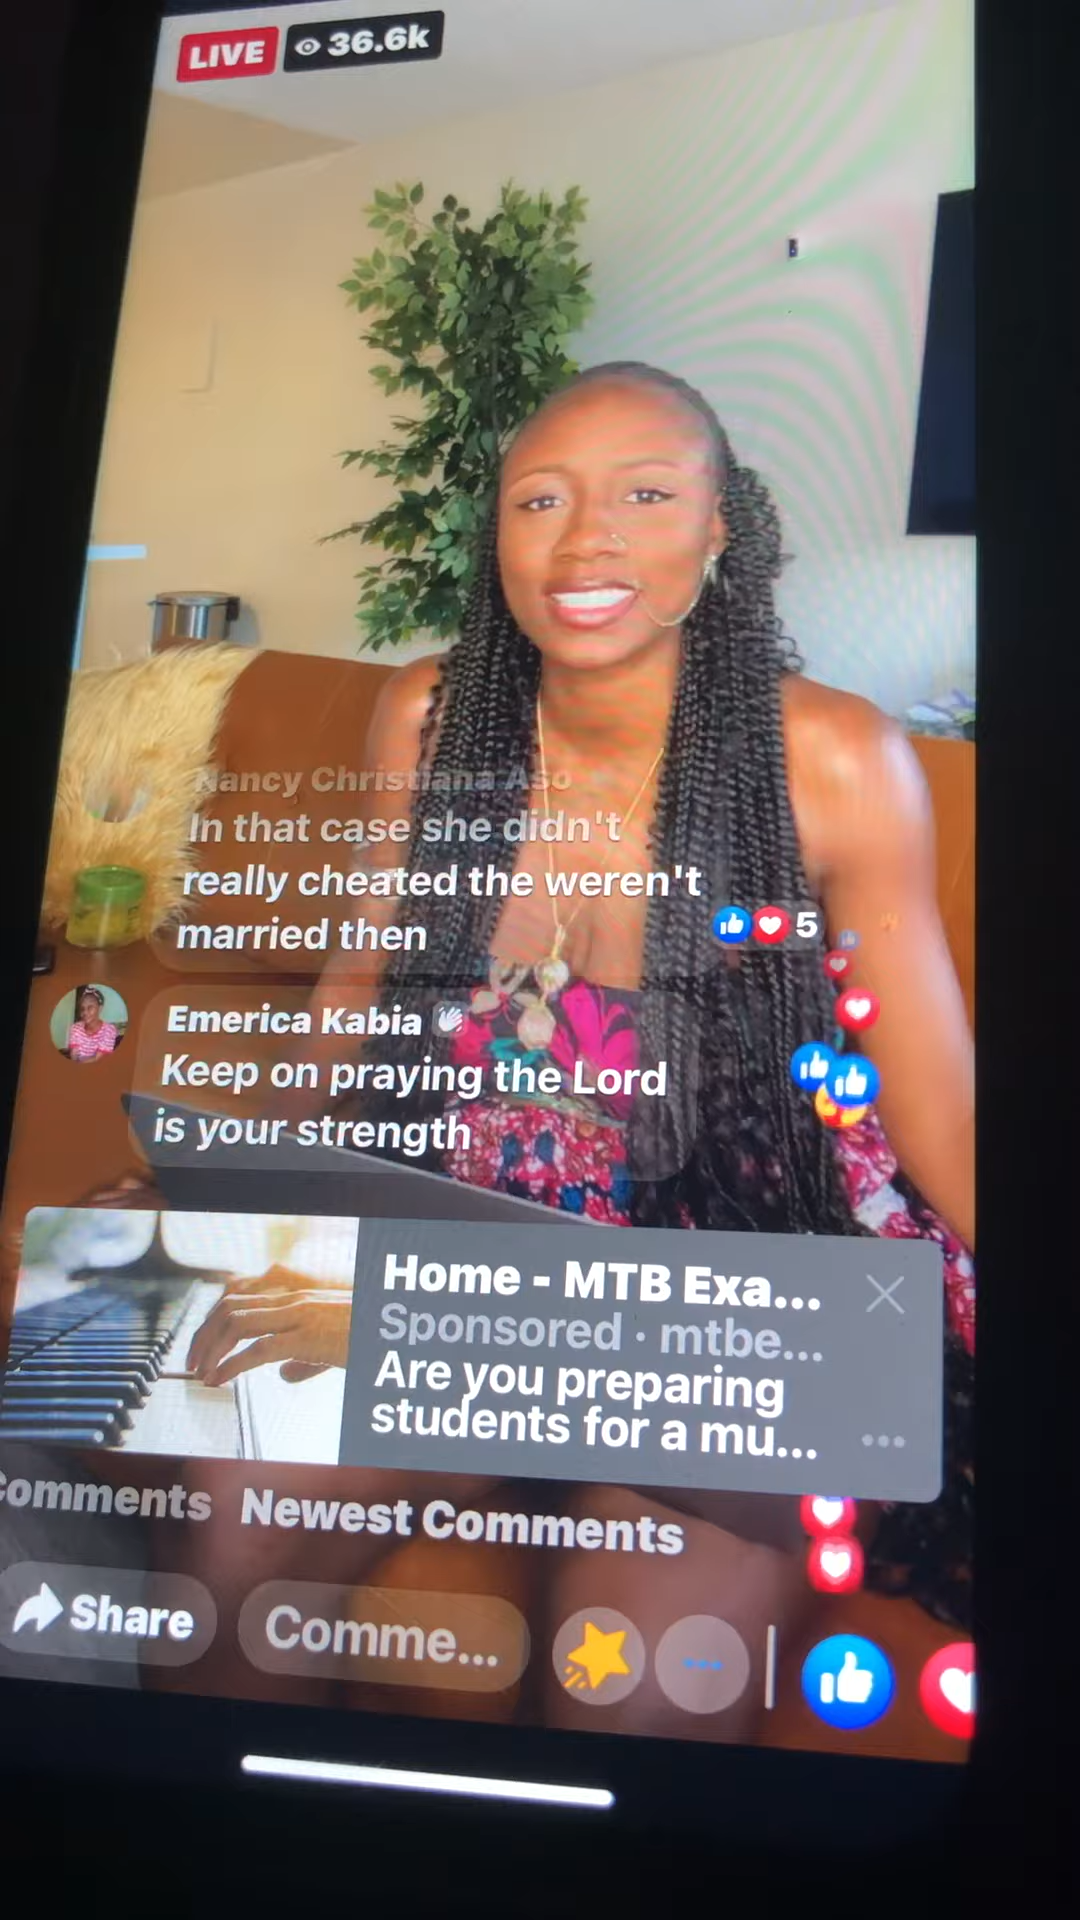 LIVE 36.6k
Nancy Christiana Aso
In that case she didn't
really cheated the weren't
married then
5
Emerica Kabia
Keep on praying the Lord
is your strength
Home - MTB Exa...
Sponsored · mtbe...
Are you preparing
students for a mu...
Comments Newest Comments
Share Comme...